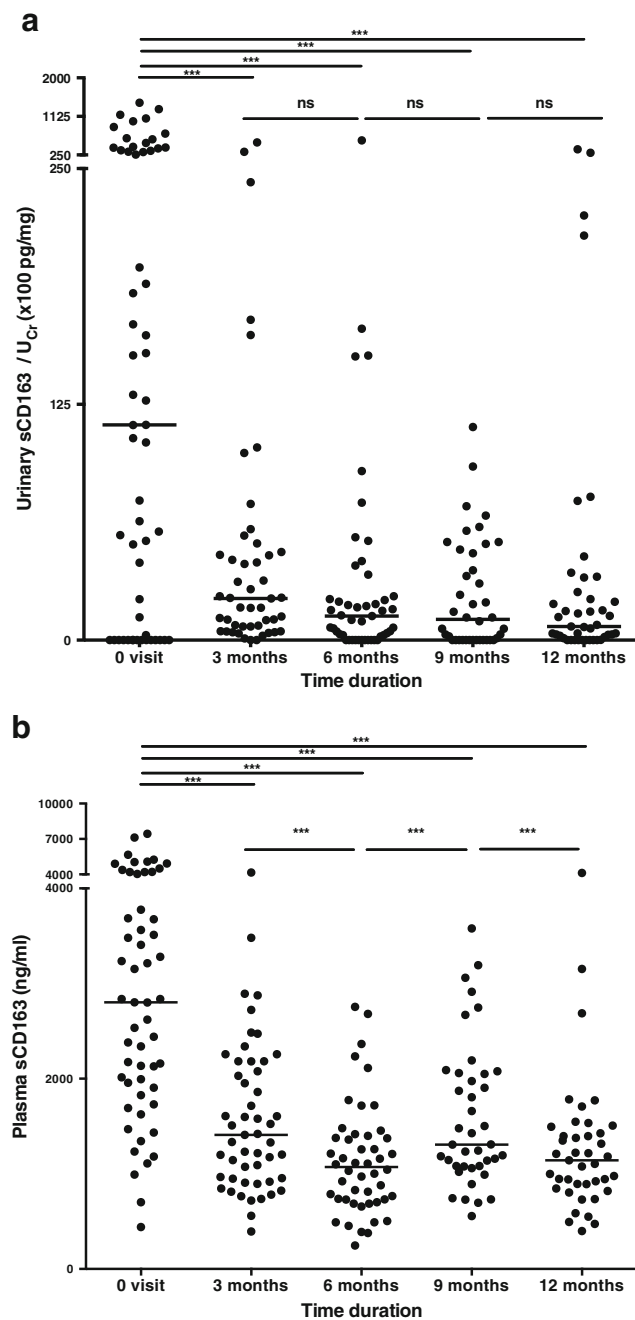 a
***
***
***
***
2000
1125
250
250
125
0
ns
ns
ns
Urinary sCD163 / UCr (x100 pg/mg)
0 visit 3 months 6 months 9 months 12 months
Time duration
b
***
***
***
***
10000
7000
4000
4000
2000
0
***
***
***
Plasma sCD163 (ng/ml)
0 visit 3 months 6 months 9 months 12 months
Time duration